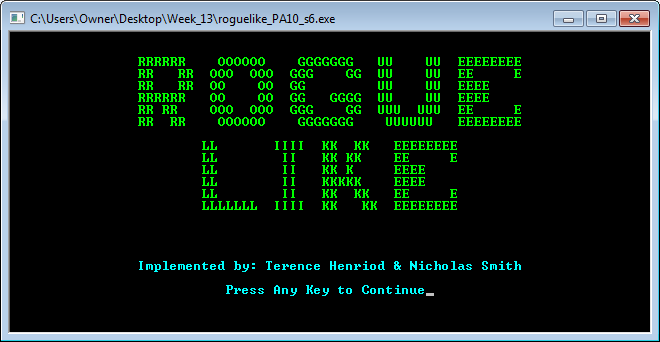 C:\Users\Owner\Desktop\Week_13\roguelike_PA10_s6.exe
RRRRRR    OOOOOO    GGGGGGG   UU    UU  EEEEEEEE
RR   RR  OOO  OOO  GGG    GG  UU    UU  EE     E
RR   RR  OO    OO  GG         UU    UU  EEEE
RRRRRR   OO    OO  GG   GGGG  UU    UU  EEEE
RR RR    OOO  OOO  GGG    GG  UUU  UUU  EE     E
RR  RR    OOOOOO    GGGGGGG    UUUUUU   EEEEEEEE
LL       IIII  KK  KK   EEEEEEEE
LL        II   KK KK    EE     E
LL        II   KK K     EEEE
LL        II   KKKKK    EEEE
LL        II   KK  KK   EE     E
LLLLLLL  IIII  KK   KK  EEEEEEEE
Implemented by: Terence Henriod & Nicholas Smith
Press Any Key to Continue_